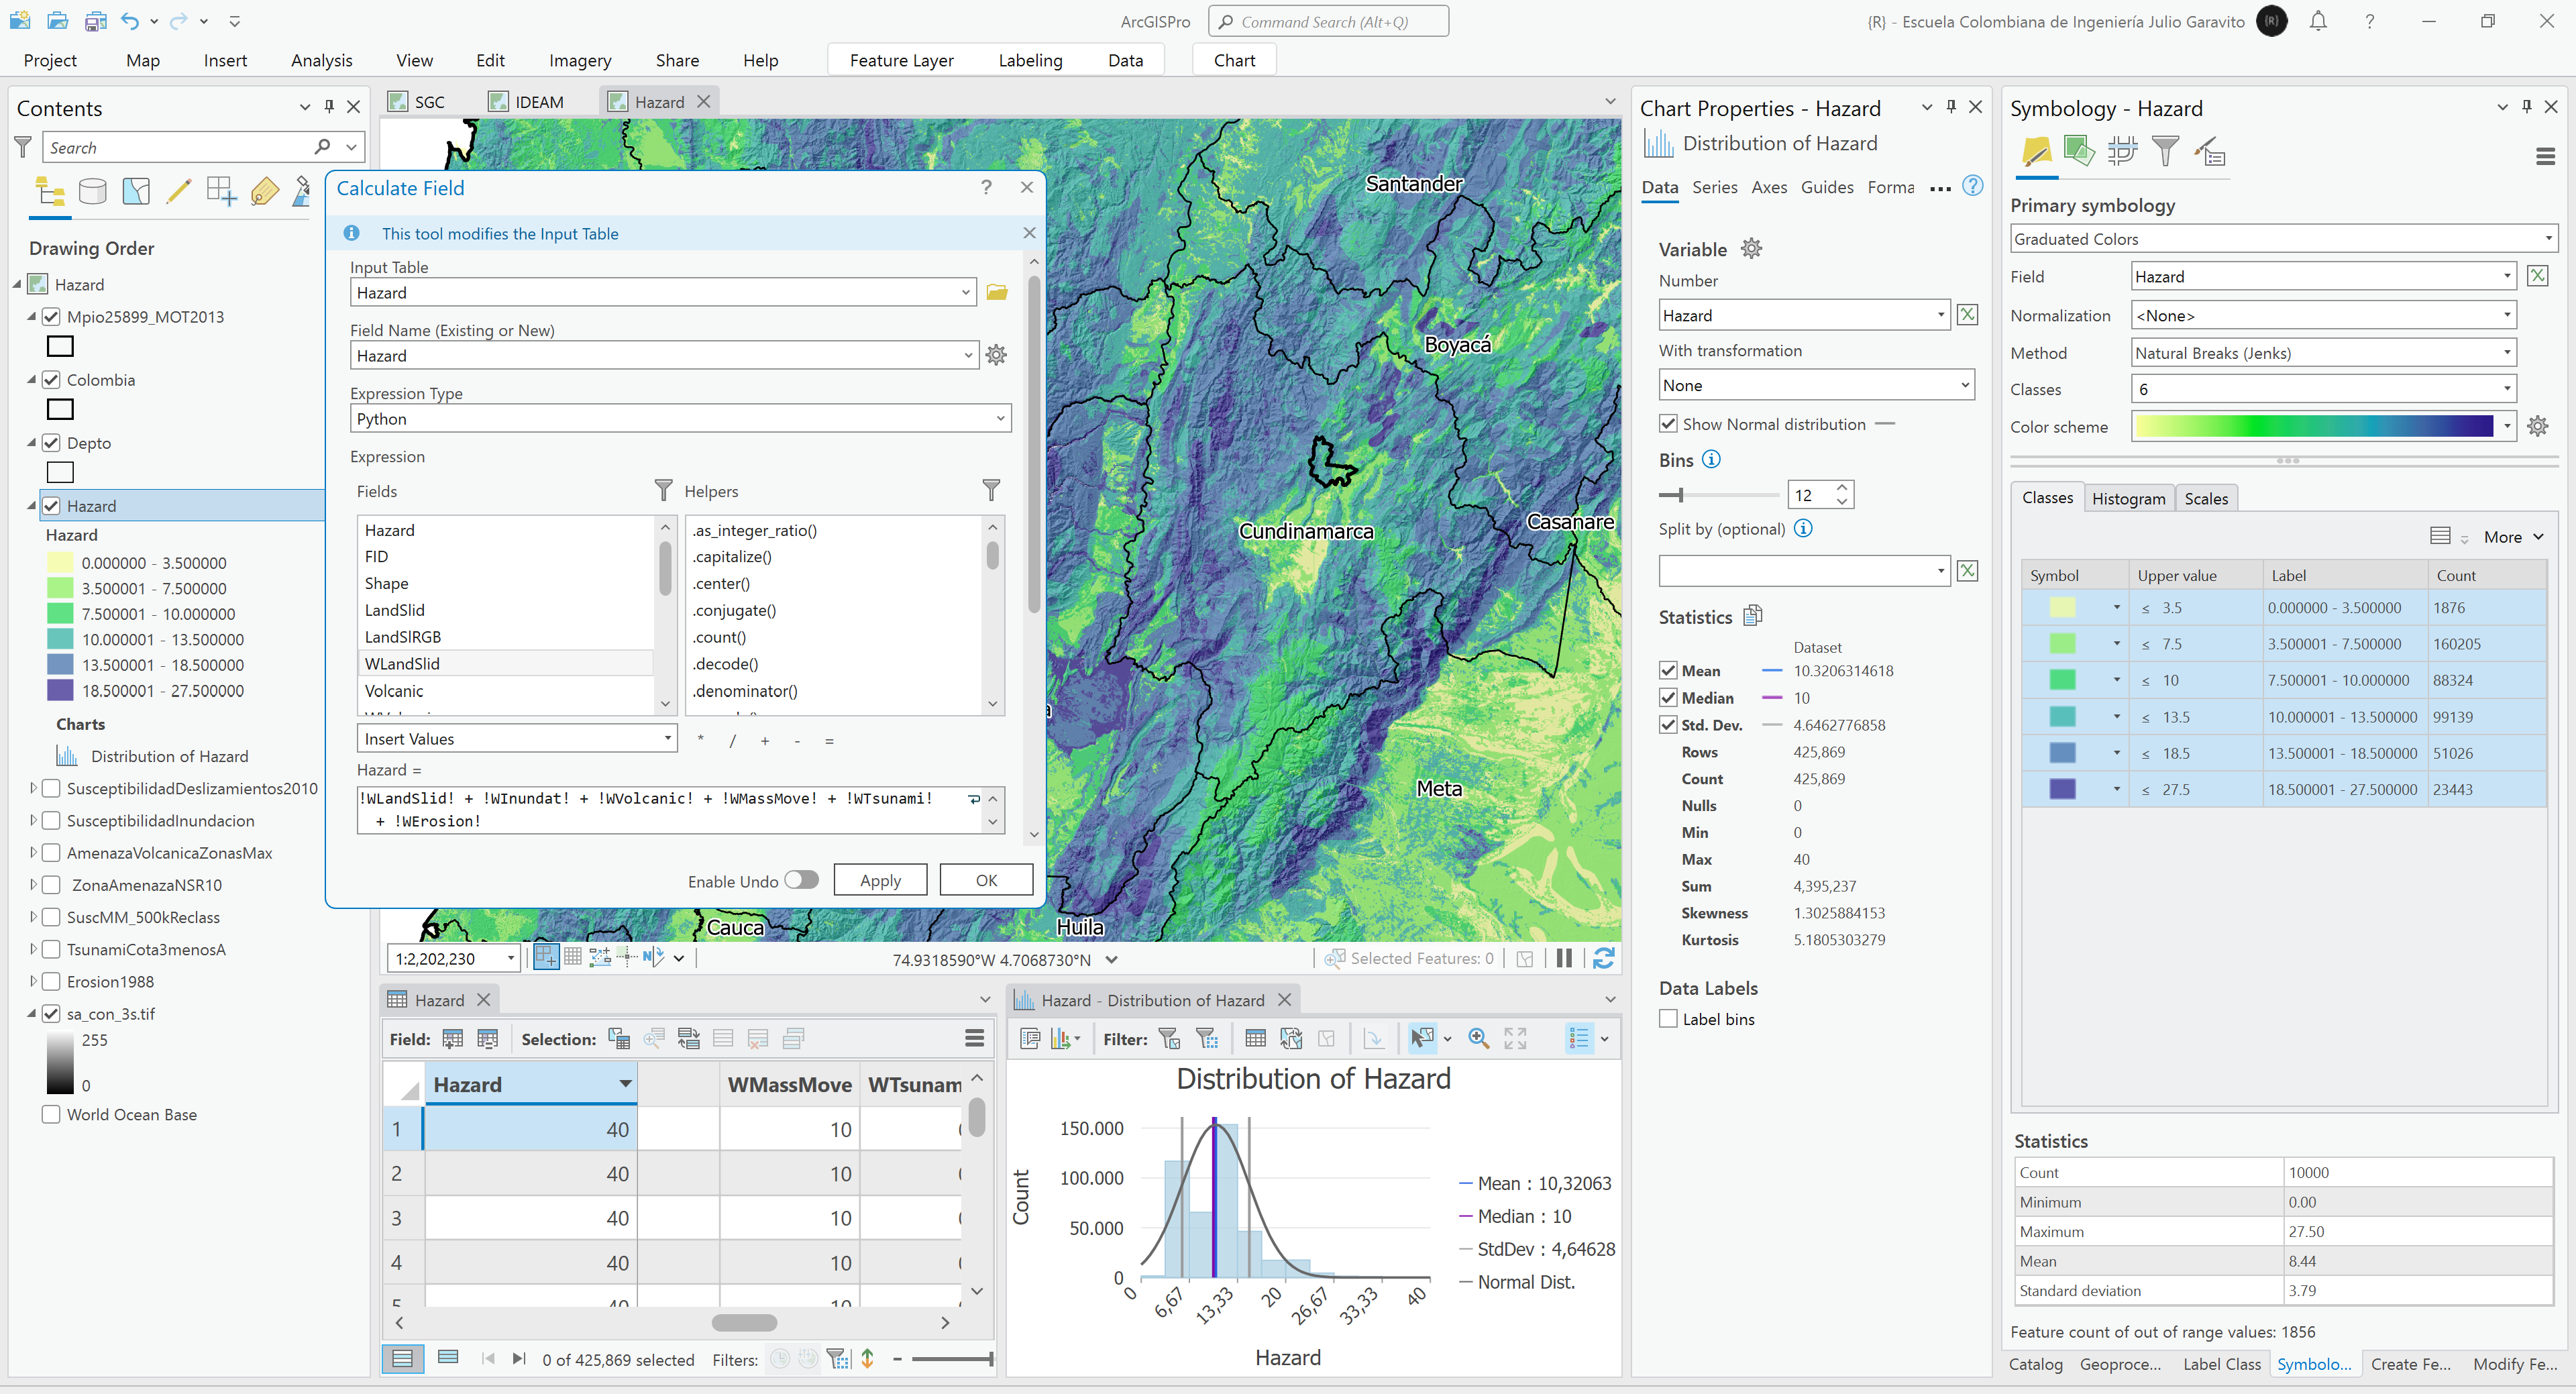 ArcGISPro
Command Search (Alt+Q)
{R} - Escuela Colombiana de Ingeniería Julio Garavito
{R}
Project Map Insert Analysis View Edit Imagery Share Help Feature Layer Labeling Data Chart
Contents
Search
Drawing Order
Hazard
Mpio25899_MOT2013
Colombia
Depto
Hazard
Hazard
0.000000 - 3.500000
3.500001 - 7.500000
7.500001 - 10.000000
10.000001 - 13.500000
13.500001 - 18.500000
18.500001 - 27.500000
Charts
Distribution of Hazard
SusceptibilidadDeslizamientos2010
SusceptibilidadInundacion
AmenazaVolcanicaZonasMax
ZonaAmenazaNSR10
SuscMM_500kReclass
TsunamiCota3menosA
Erosion1988
sa_con_3s.tif
255
0
World Ocean Base
SGC IDEAM Hazard
Calculate Field
This tool modifies the Input Table
Input Table
Hazard
Field Name (Existing or New)
Hazard
Expression Type
Python
Expression
Fields Helpers
Hazard
FID
Shape
LandSlid
LandSlRGB
WLandSlid
Volcanic
.as_integer_ratio()
.capitalize()
.center()
.conjugate()
.count()
.decode()
.denominator()
Insert Values * / + - =
Hazard =
!WLandSlid! + !WInundat! + !WVolcanic! + !WMassMove! + !WTsunami!
+ !WErosion!
Enable Undo Apply OK
Santander
Boyacá
Cundinamarca
Casanare
Meta
Cauca
Huila
1:2,202,230
74.9318590°W 4.7068730°N
Selected Features: 0
Hazard
Field: Selection:
Hazard WMassMove WTsunam
1 40 10
2 40 10
3 40 10
4 40 10
5 40 10
0 of 425,869 selected Filters:
Hazard - Distribution of Hazard
Filter:
Distribution of Hazard
Count
150.000
100.000
50.000
0
0 6,67 13,33 20 26,67 33,33 40
Hazard
Mean : 10,32063
Median : 10
StdDev : 4,64628
Normal Dist.
Chart Properties - Hazard
Distribution of Hazard
Data Series Axes Guides Forma
Variable
Number
Hazard
With transformation
None
Show Normal distribution
Bins
12
Split by (optional)
Statistics
Dataset
Mean 10.3206314618
Median 10
Std. Dev. 4.6462776858
Rows 425,869
Count 425,869
Nulls 0
Min 0
Max 40
Sum 4,395,237
Skewness 1.3025884153
Kurtosis 5.1805303279
Data Labels
Label bins
Symbology - Hazard
Primary symbology
Graduated Colors
Field Hazard
Normalization <None>
Method Natural Breaks (Jenks)
Classes 6
Color scheme
Classes Histogram Scales
More
Symbol Upper value Label Count
≤ 3.5 0.000000 - 3.500000 1876
≤ 7.5 3.500001 - 7.500000 160205
≤ 10 7.500001 - 10.000000 88324
≤ 13.5 10.000001 - 13.500000 99139
≤ 18.5 13.500001 - 18.500000 51026
≤ 27.5 18.500001 - 27.500000 23443
Statistics
Count 10000
Minimum 0.00
Maximum 27.50
Mean 8.44
Standard deviation 3.79
Feature count of out of range values: 1856
Catalog Geoproce... Label Class Symbolo... Create Fe... Modify Fe...